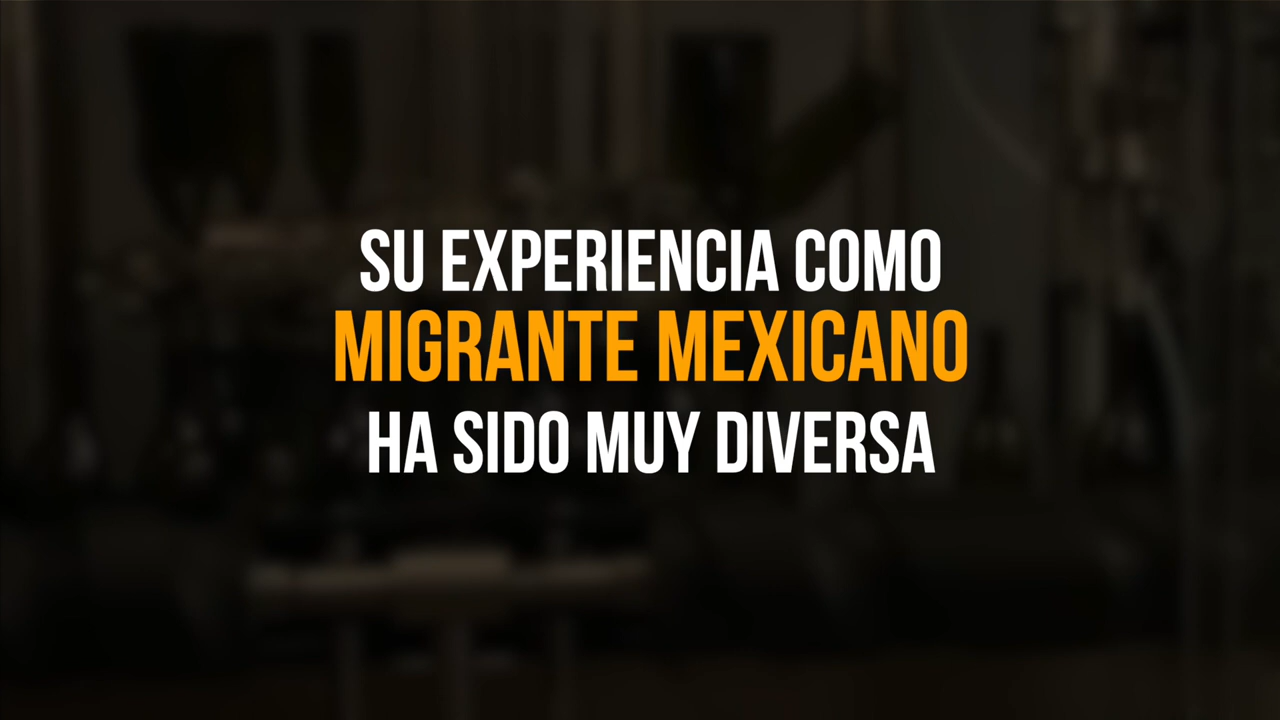 SU EXPERIENCIA COMO
MIGRANTE MEXICANO
HA SIDO MUY DIVERSA